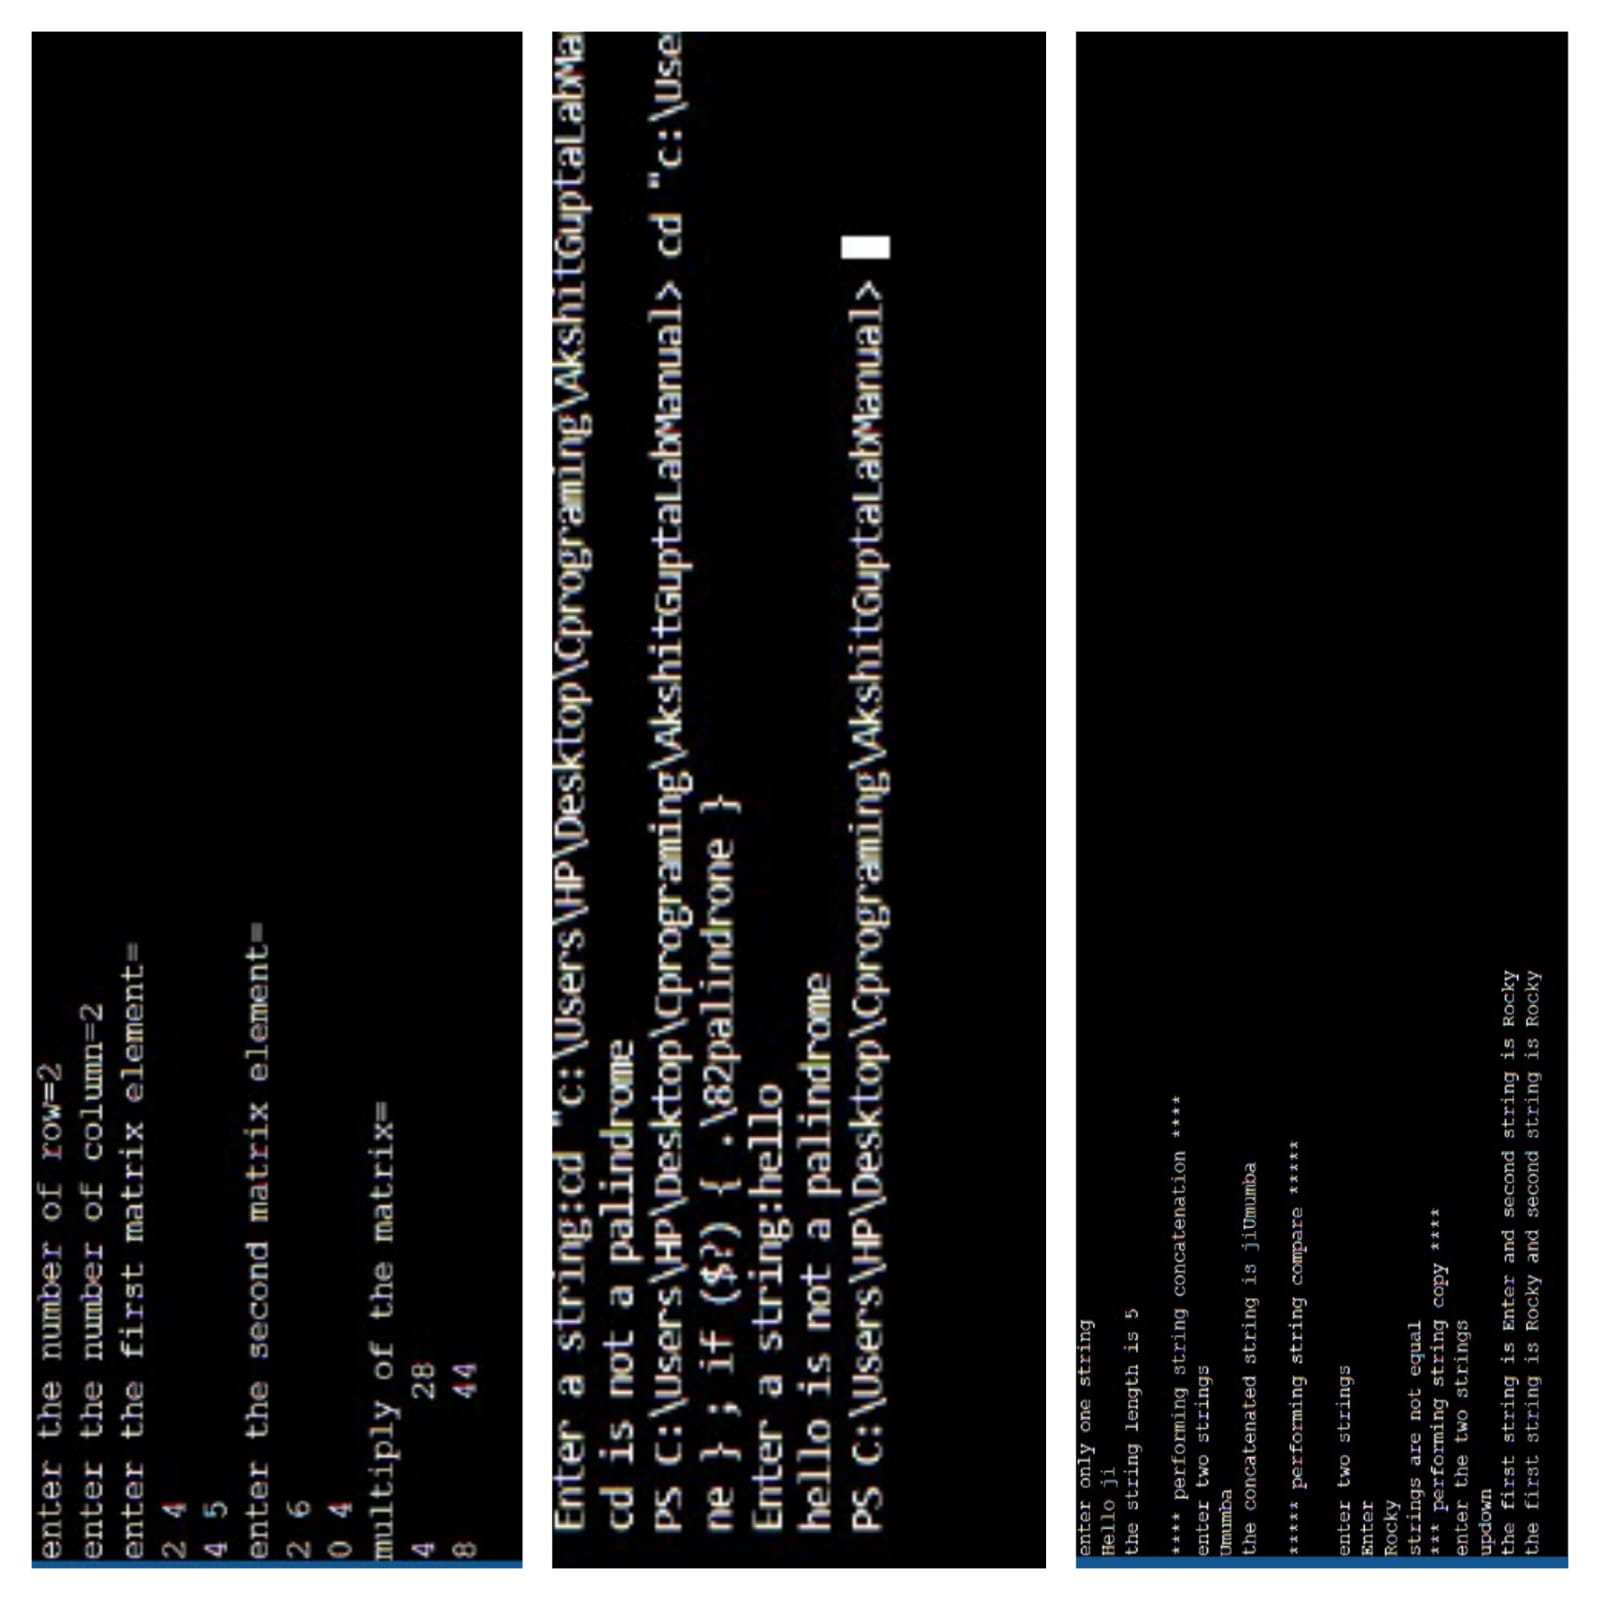 enter the number of row=2
enter the number of column=2
enter the first matrix element=
2 4
4 5
enter the second matrix element=
2 6
0 4
multiply of the matrix=
4 28
8 44
Enter a string:cd "c:\Users\HP\Desktop\Cprograming\AkshitGuptaLabMa
cd is not a palindrome
PS C:\Users\HP\Desktop\Cprograming\AkshitGuptaLabManual> cd "c:\Use
ne } ; if ($?) { .\82palindrone }
Enter a string:hello
hello is not a palindrome
PS C:\Users\HP\Desktop\Cprograming\AkshitGuptaLabManual>
enter only one string
Hello ji
the string length is 5
**** performing string concatenation ****
enter two strings
Umumba
the concatenated string is jiUmumba
***** performing string compare *****
enter two strings
Enter
Rocky
strings are not equal
*** performing string copy ****
enter the two strings
updown
the first string is Enter and second string is Rocky
the first string is Rocky and second string is Rocky